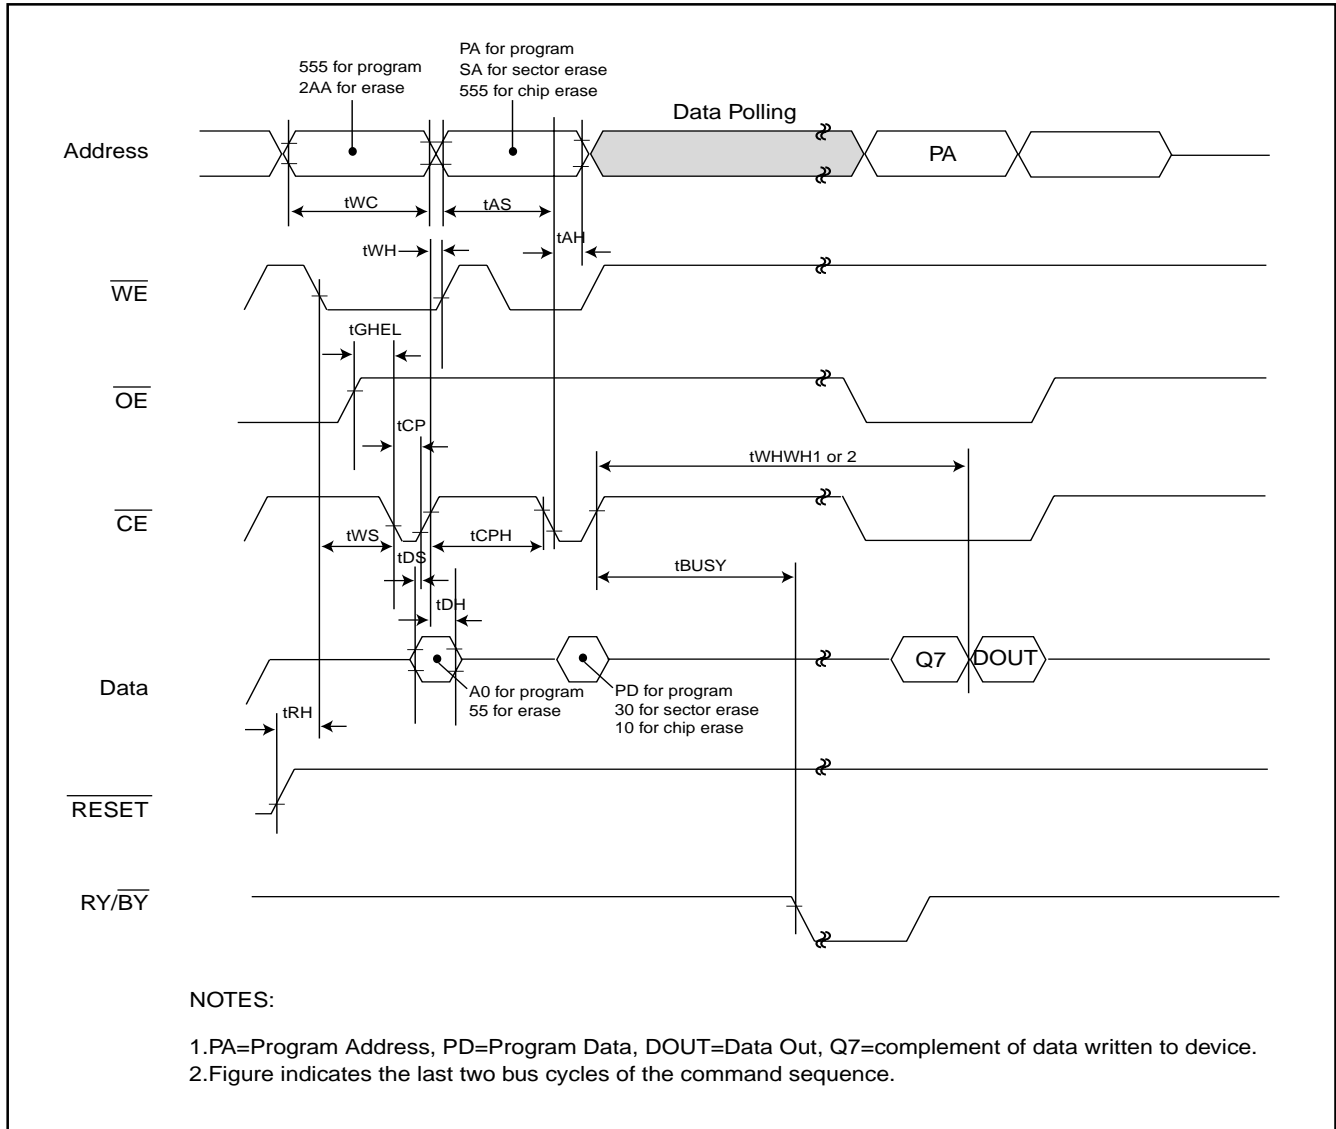 555 for program
2AA for erase
PA for program
SA for sector erase
555 for chip erase
Data Polling
Address
PA
tWC
tAS
tWH
tAH
WE
tGHEL
OE
tCP
tWHWH1 or 2
CE
tWS
tCPH
tDS
tBUSY
tDH
Q7
DOUT
Data
A0 for program
55 for erase
PD for program
30 for sector erase
10 for chip erase
tRH
RESET
RY/BY
NOTES:
1.PA=Program Address, PD=Program Data, DOUT=Data Out, Q7=complement of data written to device.
2.Figure indicates the last two bus cycles of the command sequence.